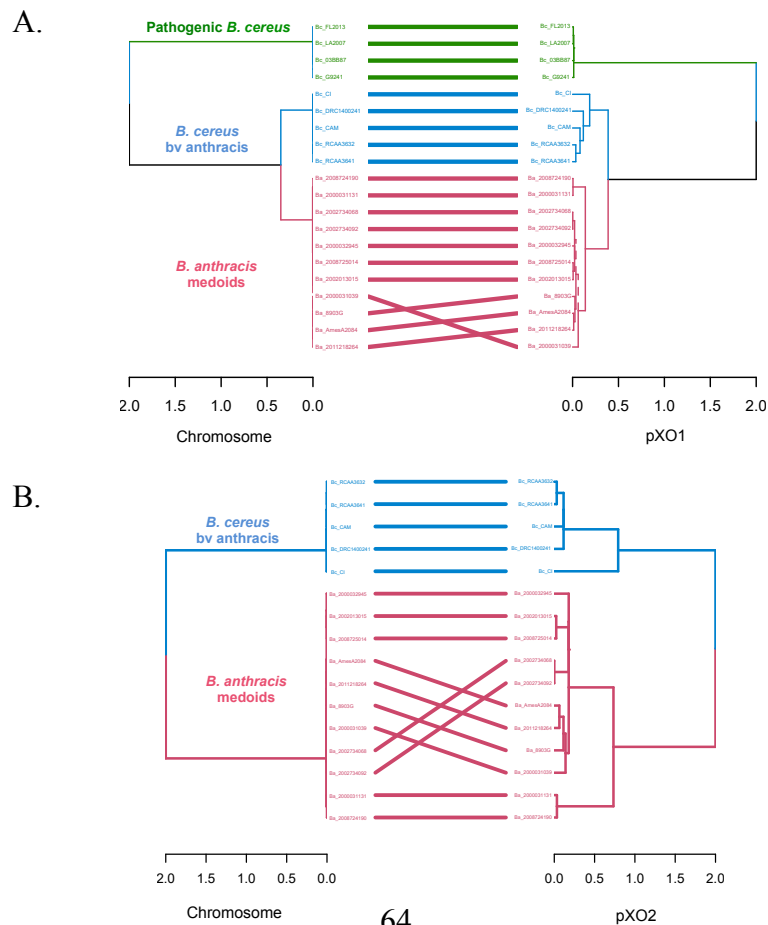 A.
Pathogenic B. cereus
B. cereus
bv anthracis
B. anthracis
medoids
Bc_FL2013
Bc_LA2007
Bc_03BB87
Bc_G9241
Bc_CI
Bc_DRC1400241
Bc_CAM
Bc_RCAA3632
Bc_RCAA3641
Ba_2008724190
Ba_2000031131
Ba_2002734068
Ba_2002734092
Ba_2000032945
Ba_2008725014
Ba_2002013015
Ba_2000031039
Ba_8903G
Ba_AmesA2084
Ba_2011218264
Bc_FL2013
Bc_LA2007
Bc_03BB87
Bc_G9241
Bc_CI
Bc_DRC1400241
Bc_CAM
Bc_RCAA3632
Bc_RCAA3641
Ba_2008724190
Ba_2000031131
Ba_2002734068
Ba_2002734092
Ba_2000032945
Ba_2008725014
Ba_2002013015
Ba_8903G
Ba_AmesA2084
Ba_2011218264
Ba_2000031039
2.0 1.5 1.0 0.5 0.0
Chromosome
0.0 0.5 1.0 1.5 2.0
pXO1
B.
B. cereus
bv anthracis
B. anthracis
medoids
Bc_RCAA3632
Bc_RCAA3641
Bc_CAM
Bc_DRC1400241
Bc_CI
Ba_2000032945
Ba_2002013015
Ba_2008725014
Ba_AmesA2084
Ba_2011218264
Ba_8903G
Ba_2000031039
Ba_2002734068
Ba_2002734092
Ba_2000031131
Ba_2008724190
Bc_RCAA3632
Bc_RCAA3641
Bc_CAM
Bc_DRC1400241
Bc_CI
Ba_2000032945
Ba_2002013015
Ba_2008725014
Ba_2002734068
Ba_2002734092
Ba_AmesA2084
Ba_2011218264
Ba_8903G
Ba_2000031039
Ba_2000031131
Ba_2008724190
2.0 1.5 1.0 0.5 0.0
Chromosome
0.0 0.5 1.0 1.5 2.0
pXO2
64